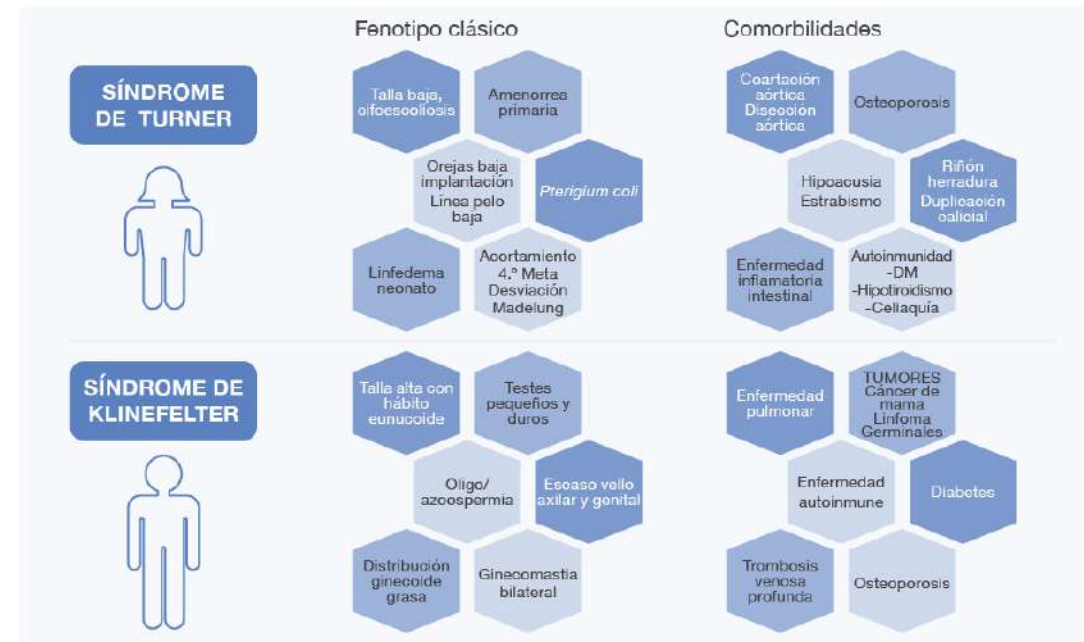 Fenotipo clásico
Comorbilidades
SÍNDROME
DE TURNER
Talla baja,
cifoescoliosis
Amenorrea
primaria
Orejas baja
implantación
Línea pelo
baja
Pterigium coli
Linfedema
neonato
Acortamiento
4.º Meta
Desviación
Madelung
Coartación
aórtica
Disección
aórtica
Osteoporosis
Hipoacusia
Estrabismo
Riñón
herradura
Duplicación
calicial
Enfermedad
inflamatoria
intestinal
Autoinmunidad
-DM
-Hipotiroidismo
-Celiaquía
SÍNDROME DE
KLINEFELTER
Talla alta con
hábito
eunucoide
Testes
pequeños y
duros
Oligo/
azoospermia
Escaso vello
axilar y genital
Distribución
ginecoide
grasa
Ginecomastia
bilateral
Enfermedad
pulmonar
TUMORES
Cáncer de
mama
Linfoma
Germinales
Enfermedad
autoinmune
Diabetes
Trombosis
venosa
profunda
Osteoporosis